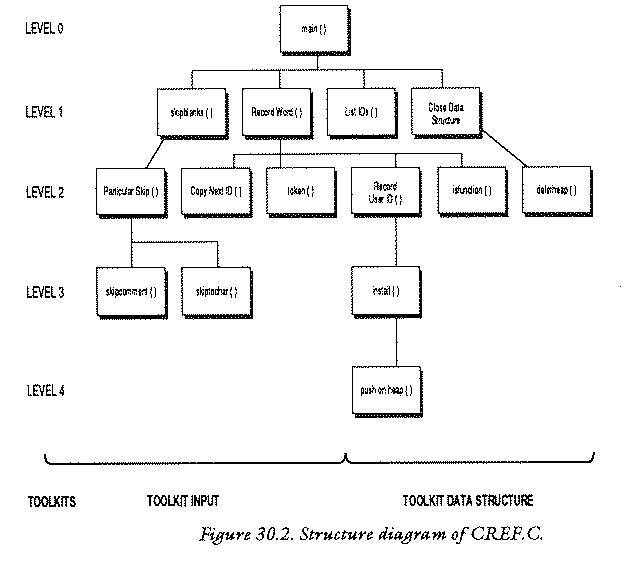 LEVEL 0
main ( )
LEVEL 1
skipblanks ( )
Record Word ( )
List IDs ( )
Close Data
Structure
LEVEL 2
Particular Skip ( )
Copy Next ID ( )
token ( )
Record
User ID ( )
isfunction ( )
deletheap ( )
LEVEL 3
skipcomment ( )
skiptochar ( )
install ( )
LEVEL 4
push on heap ( )
TOOLKITS
TOOLKIT INPUT
TOOLKIT DATA STRUCTURE
Figure 30.2. Structure diagram of CREF.C.